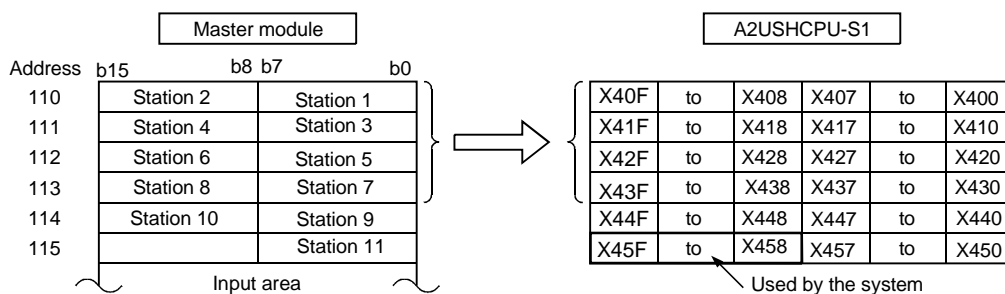 Master module A2USHCPU-S1
Address b15 b8 b7 b0
110 Station 2 Station 1 X40F to X408 X407 to X400
111 Station 4 Station 3 X41F to X418 X417 to X410
112 Station 6 Station 5 X42F to X428 X427 to X420
113 Station 8 Station 7 X43F to X438 X437 to X430
114 Station 10 Station 9 X44F to X448 X447 to X440
115 Station 11 X45F to X458 X457 to X450
Input area Used by the system